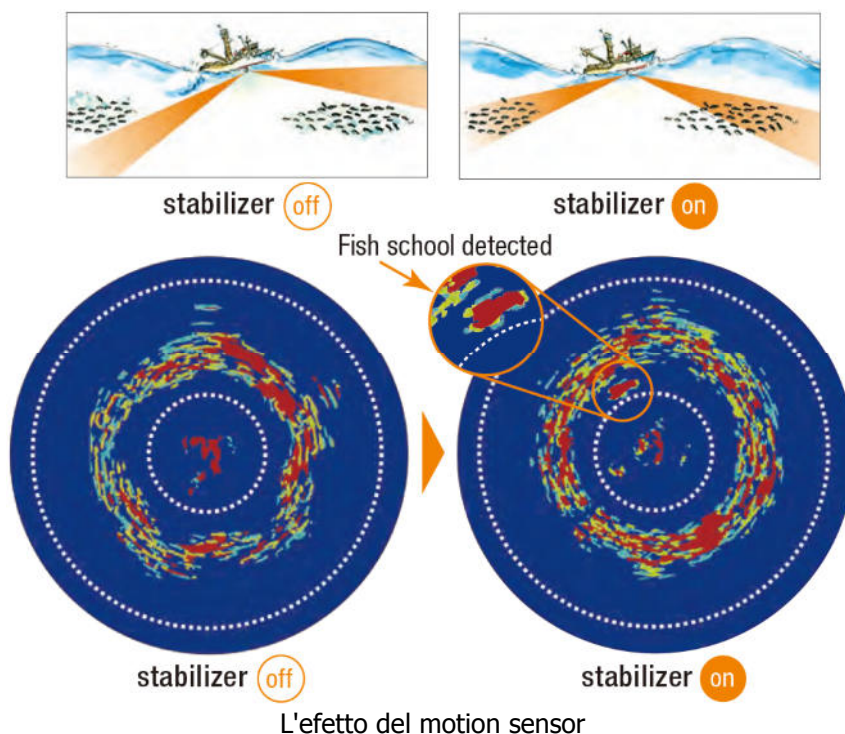 stabilizer off
stabilizer on
Fish school detected
stabilizer off
stabilizer on
L'efetto del motion sensor